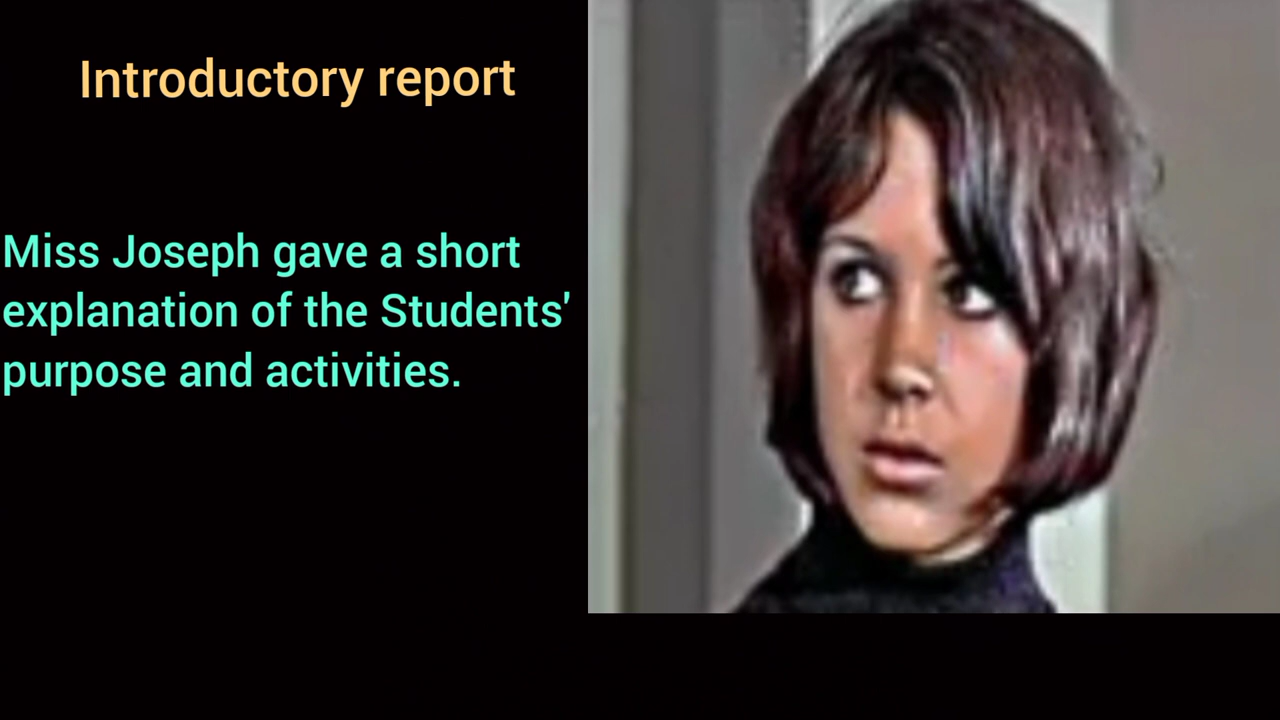 Introductory report
Miss Joseph gave a short
explanation of the Students'
purpose and activities.